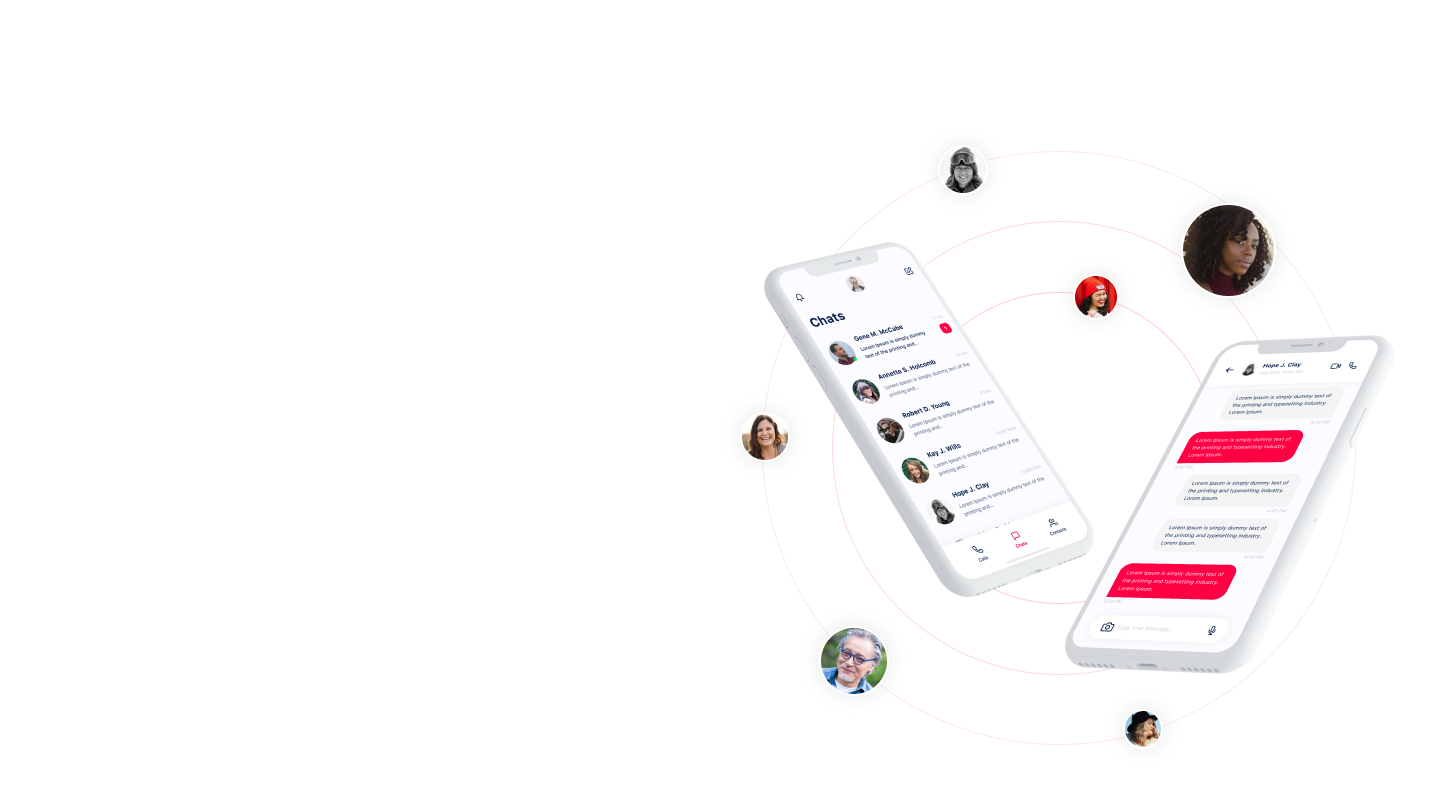 Chats
Gene M. McCabe
Lorem Ipsum is simply dummy
text of the printing and...
1
Annette S. Holcomb
Lorem Ipsum is simply dummy text of the
printing and...
Robert D. Young
Lorem Ipsum is simply dummy text of the
printing and...
Kay J. Wills
Lorem Ipsum is simply dummy text of the
printing and...
Hope J. Clay
Lorem Ipsum is simply dummy text of the
printing and...
Calls
Chats
Contacts
Hope J. Clay
Lorem Ipsum is simply dummy text of
the printing and typesetting industry.
Lorem Ipsum.
Lorem Ipsum is simply dummy text of
the printing and typesetting industry.
Lorem Ipsum.
Lorem Ipsum is simply dummy text of
the printing and typesetting industry.
Lorem Ipsum.
Lorem Ipsum is simply dummy text of
the printing and typesetting industry.
Lorem Ipsum.
Lorem Ipsum is simply dummy text of
the printing and typesetting industry.
Lorem Ipsum.
Type Your Message...